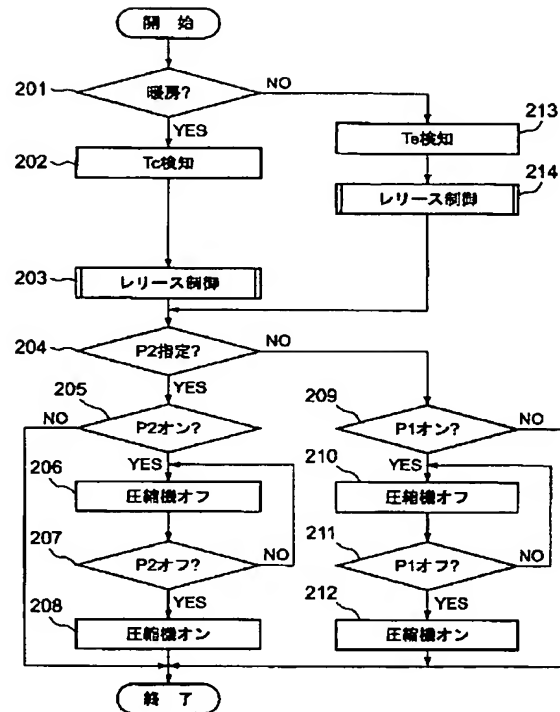 開 始
201
暖房?
NO
YES
213
Te検知
202
Tc検知
214
レリース制御
203
レリース制御
204
P2指定?
NO
YES
205
NO
P2オン?
YES
209
P1オン?
NO
YES
206
圧縮機オフ
210
圧縮機オフ
207
P2オフ?
NO
YES
211
P1オフ?
NO
YES
208
圧縮機オン
212
圧縮機オン
終 了